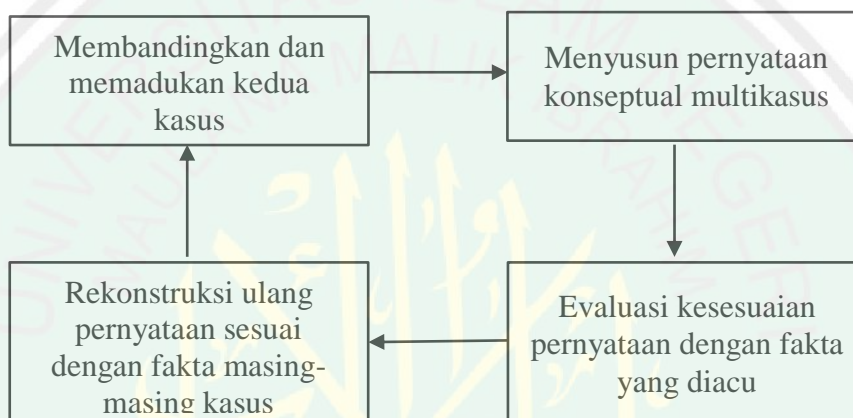 Membandingkan dan
memadukan kedua
kasus
Menyusun pernyataan
konseptual multikasus
Rekonstruksi ulang
pernyataan sesuai
dengan fakta masing-
masing kasus
Evaluasi kesesuaian
pernyataan dengan fakta
yang diacu